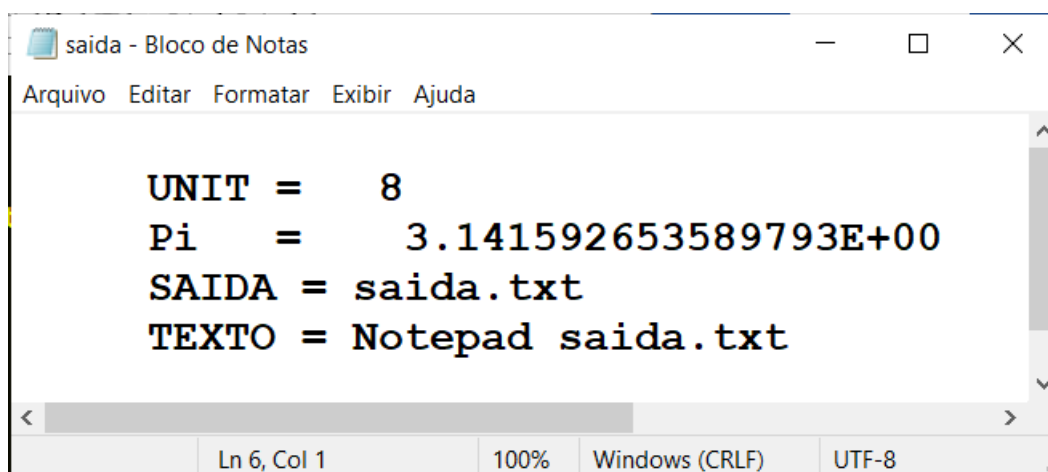 saida - Bloco de Notas
Arquivo Editar Formatar Exibir Ajuda
UNIT =   8
Pi   =    3.141592653589793E+00
SAIDA = saida.txt
TEXTO = Notepad saida.txt
Ln 6, Col 1 100% Windows (CRLF) UTF-8